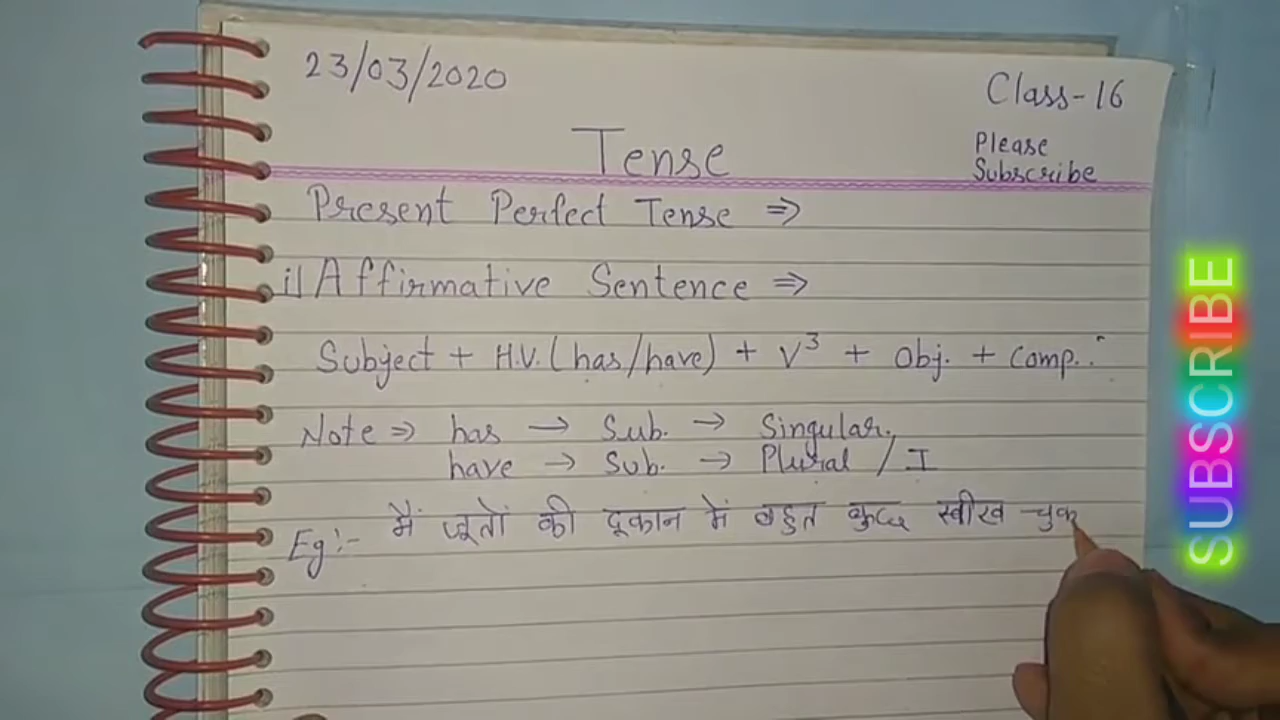 23/03/2020
Class-16
Tense
Please
Subscribe
Present Perfect Tense ⇒
i) Affirmative Sentence ⇒
Subject + H.V. (has/have) + V³ + Obj. + Comp..
Note ⇒ has → Sub. → Singular.
have → Sub. → Plural / I
Eg:- मैं जूतों की दूकान में बहुत कुछ सीख चुक
SUBSCRIBE